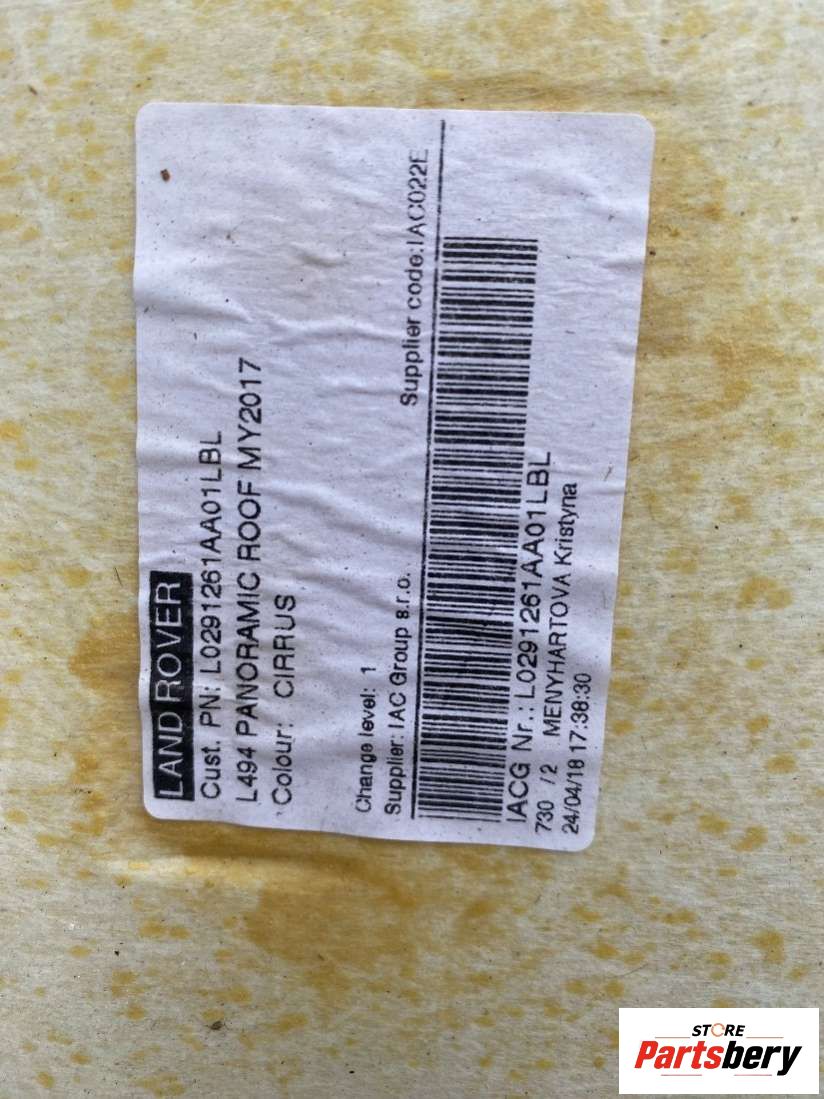 LAND ROVER
Cust. PN: L0291261AA01LBL
L494 PANORAMIC ROOF MY2017
Colour: CIRRUS
Change level: 1
Supplier: IAC Group s.r.o. Supplier code:IAC022E
IACG Nr.: L0291261AA01LBL
730 /2 MENYHARTOVA Kristyna
24/04/18 17:38:30
STORE
Partsbery